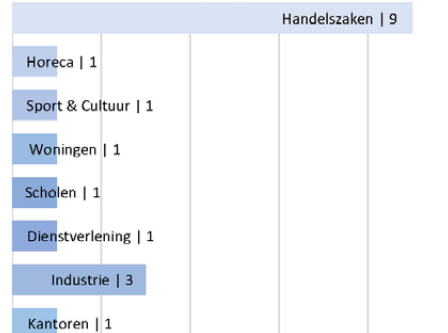 Handelszaken | 9
Horeca | 1
Sport & Cultuur | 1
Woningen | 1
Scholen | 1
Dienstverlening | 1
Industrie | 3
Kantoren | 1